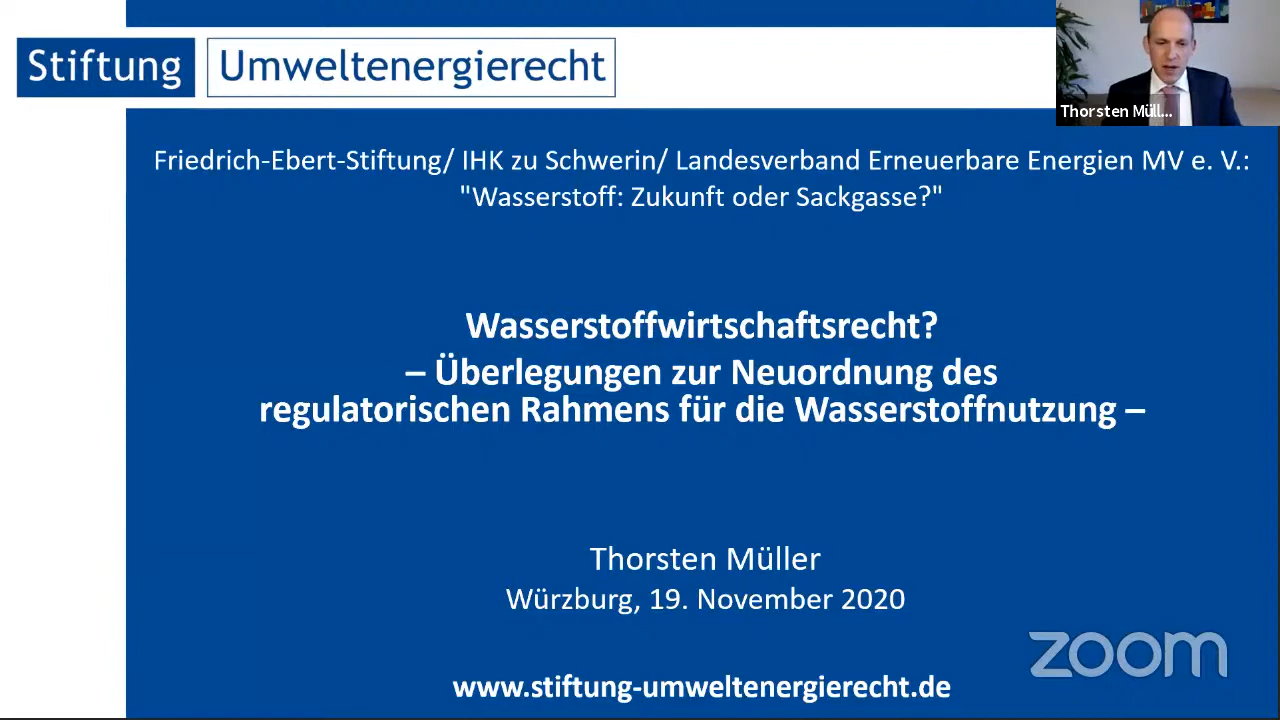 Stiftung Umweltenergierecht
Thorsten Müll...
Friedrich-Ebert-Stiftung/ IHK zu Schwerin/ Landesverband Erneuerbare Energien MV e. V.:
"Wasserstoff: Zukunft oder Sackgasse?"
Wasserstoffwirtschaftsrecht?
– Überlegungen zur Neuordnung des
regulatorischen Rahmens für die Wasserstoffnutzung –
Thorsten Müller
Würzburg, 19. November 2020
zoom
www.stiftung-umweltenergierecht.de